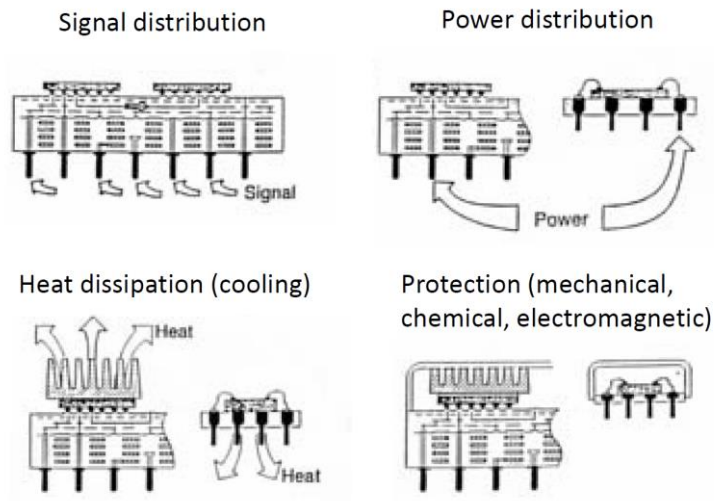 Signal distribution
Power distribution
Signal
Power
Heat dissipation (cooling)
Protection (mechanical,
chemical, electromagnetic)
Heat
Heat